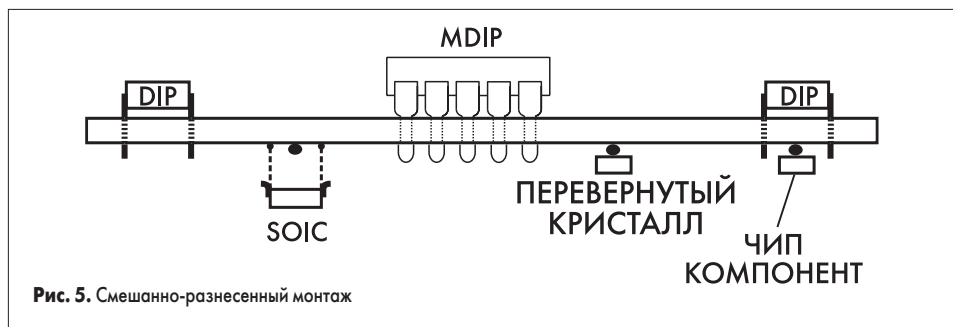 MDIP
DIP
DIP
SOIC
ПЕРЕВЕРНУТЫЙ
КРИСТАЛЛ
ЧИП
КОМПОНЕНТ
Рис. 5. Смешанно-разнесенный монтаж